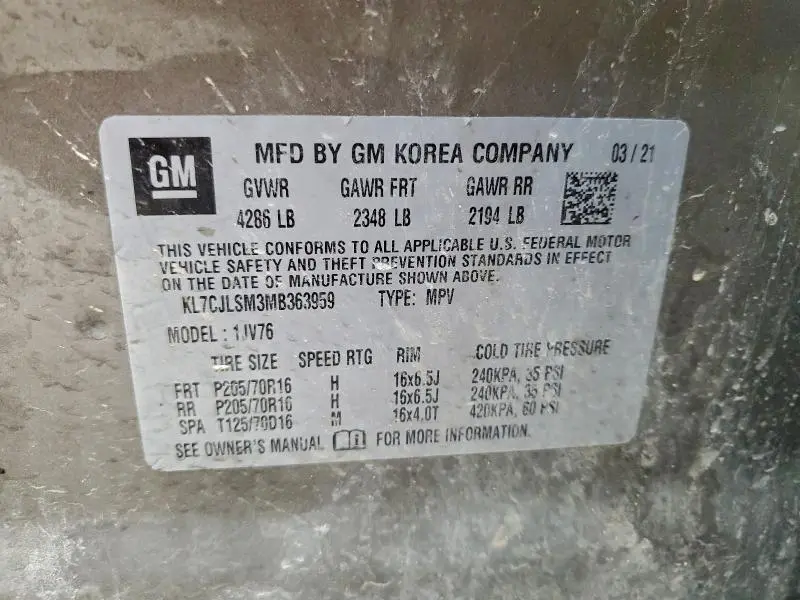 GM
MFD BY GM KOREA COMPANY 03/21
GVWR GAWR FRT GAWR RR
4286 LB 2348 LB 2194 LB
THIS VEHICLE CONFORMS TO ALL APPLICABLE U.S. FEDERAL MOTOR
VEHICLE SAFETY AND THEFT PREVENTION STANDARDS IN EFFECT
ON THE DATE OF MANUFACTURE SHOWN ABOVE.
KL7CJLSM3MB363959 TYPE: MPV
MODEL: 1JV76
TIRE SIZE SPEED RTG RIM COLD TIRE PRESSURE
FRT P205/70R16 H 16x6.5J 240KPA, 35 PSI
RR P205/70R16 H 16x6.5J 240KPA, 35 PSI
SPA T125/70D16 M 16x4.0T 420KPA, 60 PSI
SEE OWNER'S MANUAL FOR MORE INFORMATION.